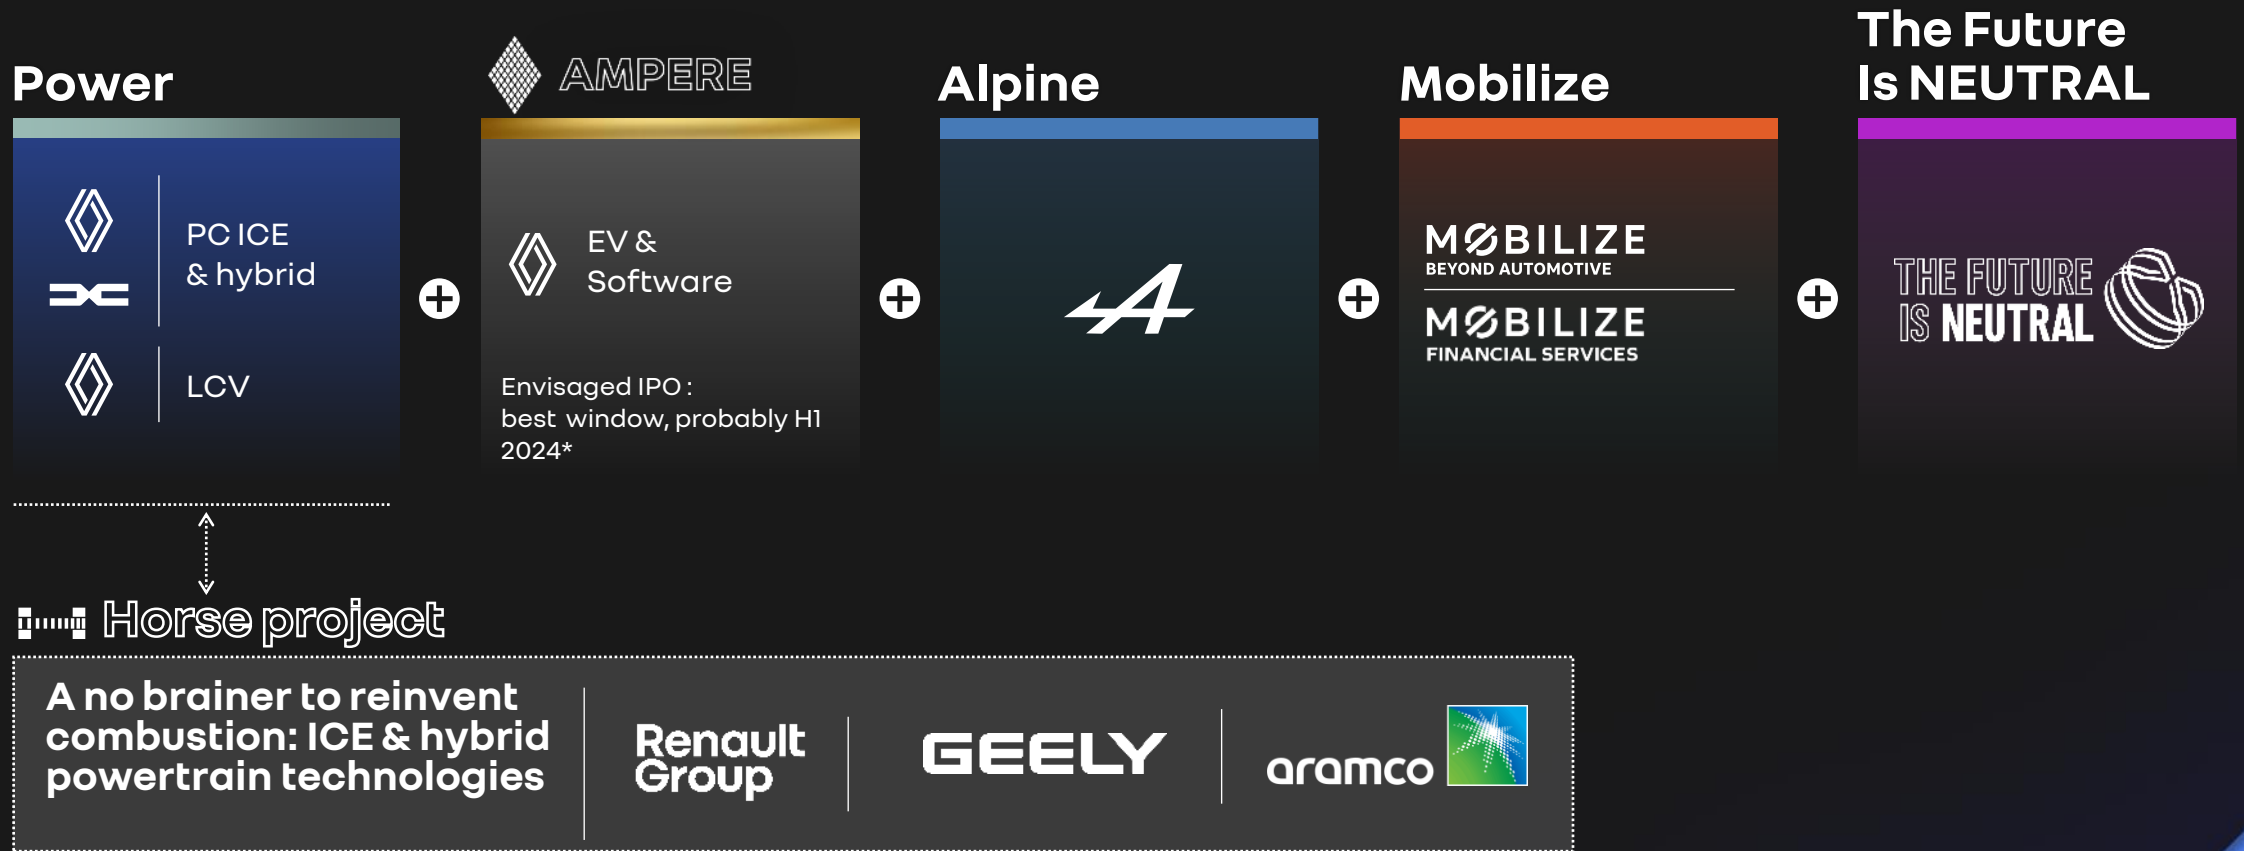 Power
PC ICE
& hybrid
LCV
AMPERE
EV &
Software
Envisaged IPO :
best window, probably H1
2024*
Alpine
Mobilize
MOBILIZE
BEYOND AUTOMOTIVE
MOBILIZE
FINANCIAL SERVICES
The Future
Is NEUTRAL
THE FUTURE
IS NEUTRAL
Horse project
A no brainer to reinvent
combustion: ICE & hybrid
powertrain technologies
Renault
Group
GEELY
aramco